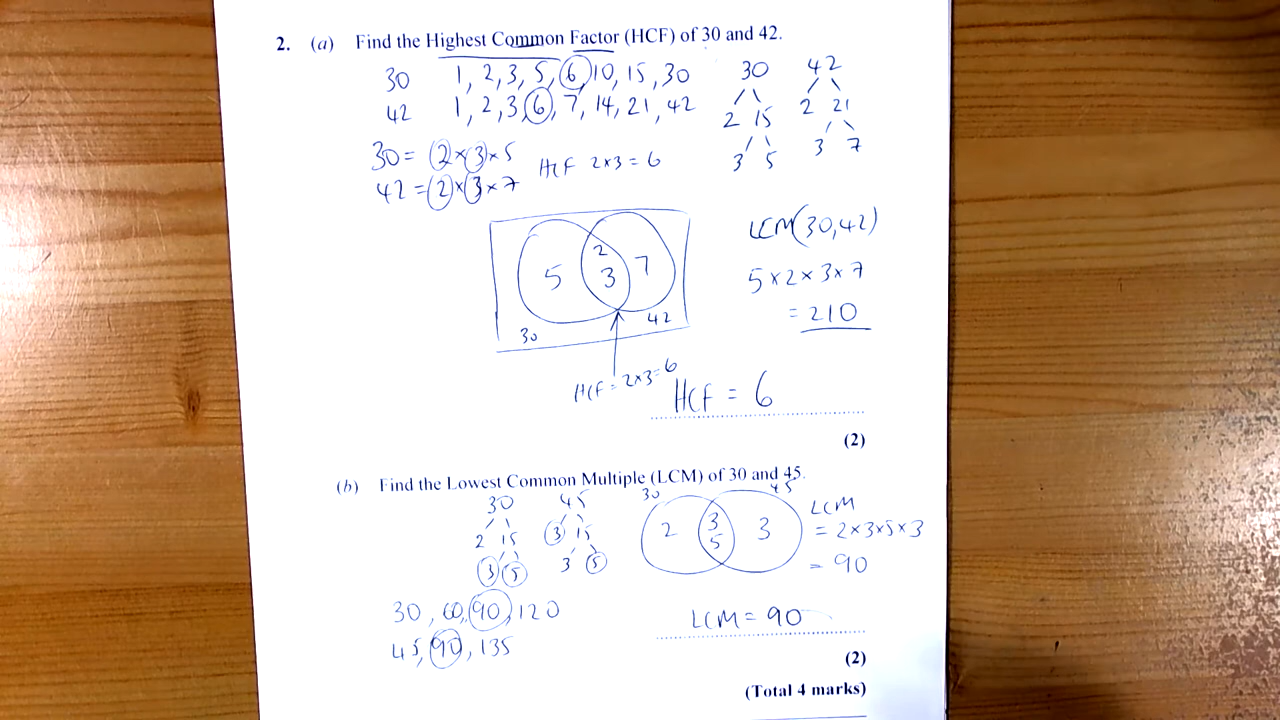 2. (a) Find the Highest Common Factor (HCF) of 30 and 42.
30 1, 2, 3, 5, 6, 10, 15, 30
42 1, 2, 3, 6, 7, 14, 21, 42
30 42
2 15 2 21
3 5 3 7
30 = 2 × 3 × 5
42 = 2 × 3 × 7
HCF 2×3 = 6
5 2 3 7
30 42
HCF = 2×3=6
LCM(30,42)
5 × 2 × 3 × 7
= 210
HCF = 6
(2)
(b) Find the Lowest Common Multiple (LCM) of 30 and 45.
30 45
2 15 3 15
3 5 3 5
30 45
2 3 5 3
LCM
= 2×3×5×3
= 90
30, 60, 90, 120
45, 90, 135
LCM = 90
(2)
(Total 4 marks)